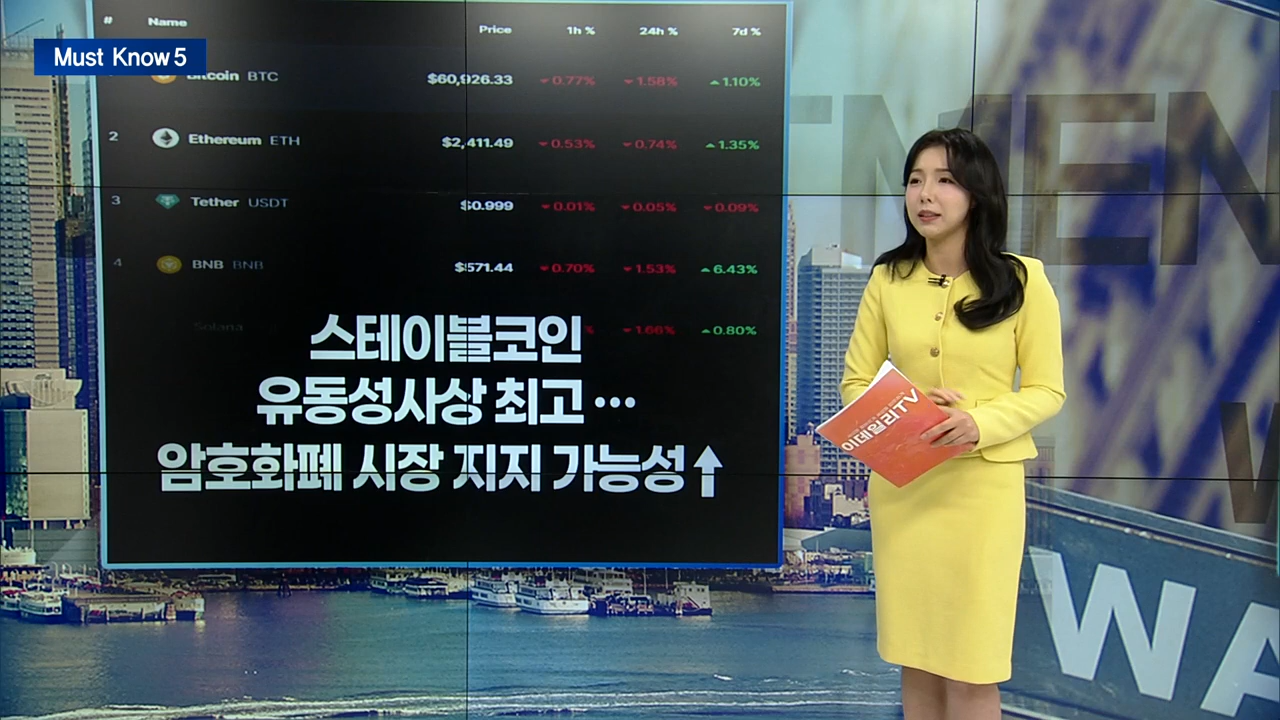 # Name Price 1h % 24h % 7d %
Must Know 5
Bitcoin BTC $60,926.33 0.77% 1.58% 1.10%
2 Ethereum ETH $2,411.49 0.53% 0.74% 1.35%
3 Tether USDT $0.999 0.01% 0.05% 0.09%
4 BNB BNB $571.44 0.70% 1.53% 6.43%
Solana % 1.66% 0.80%
스테이블코인
유동성사상 최고 …
암호화폐 시장 지지 가능성↑
이데일리TV
TMEN
W
WA